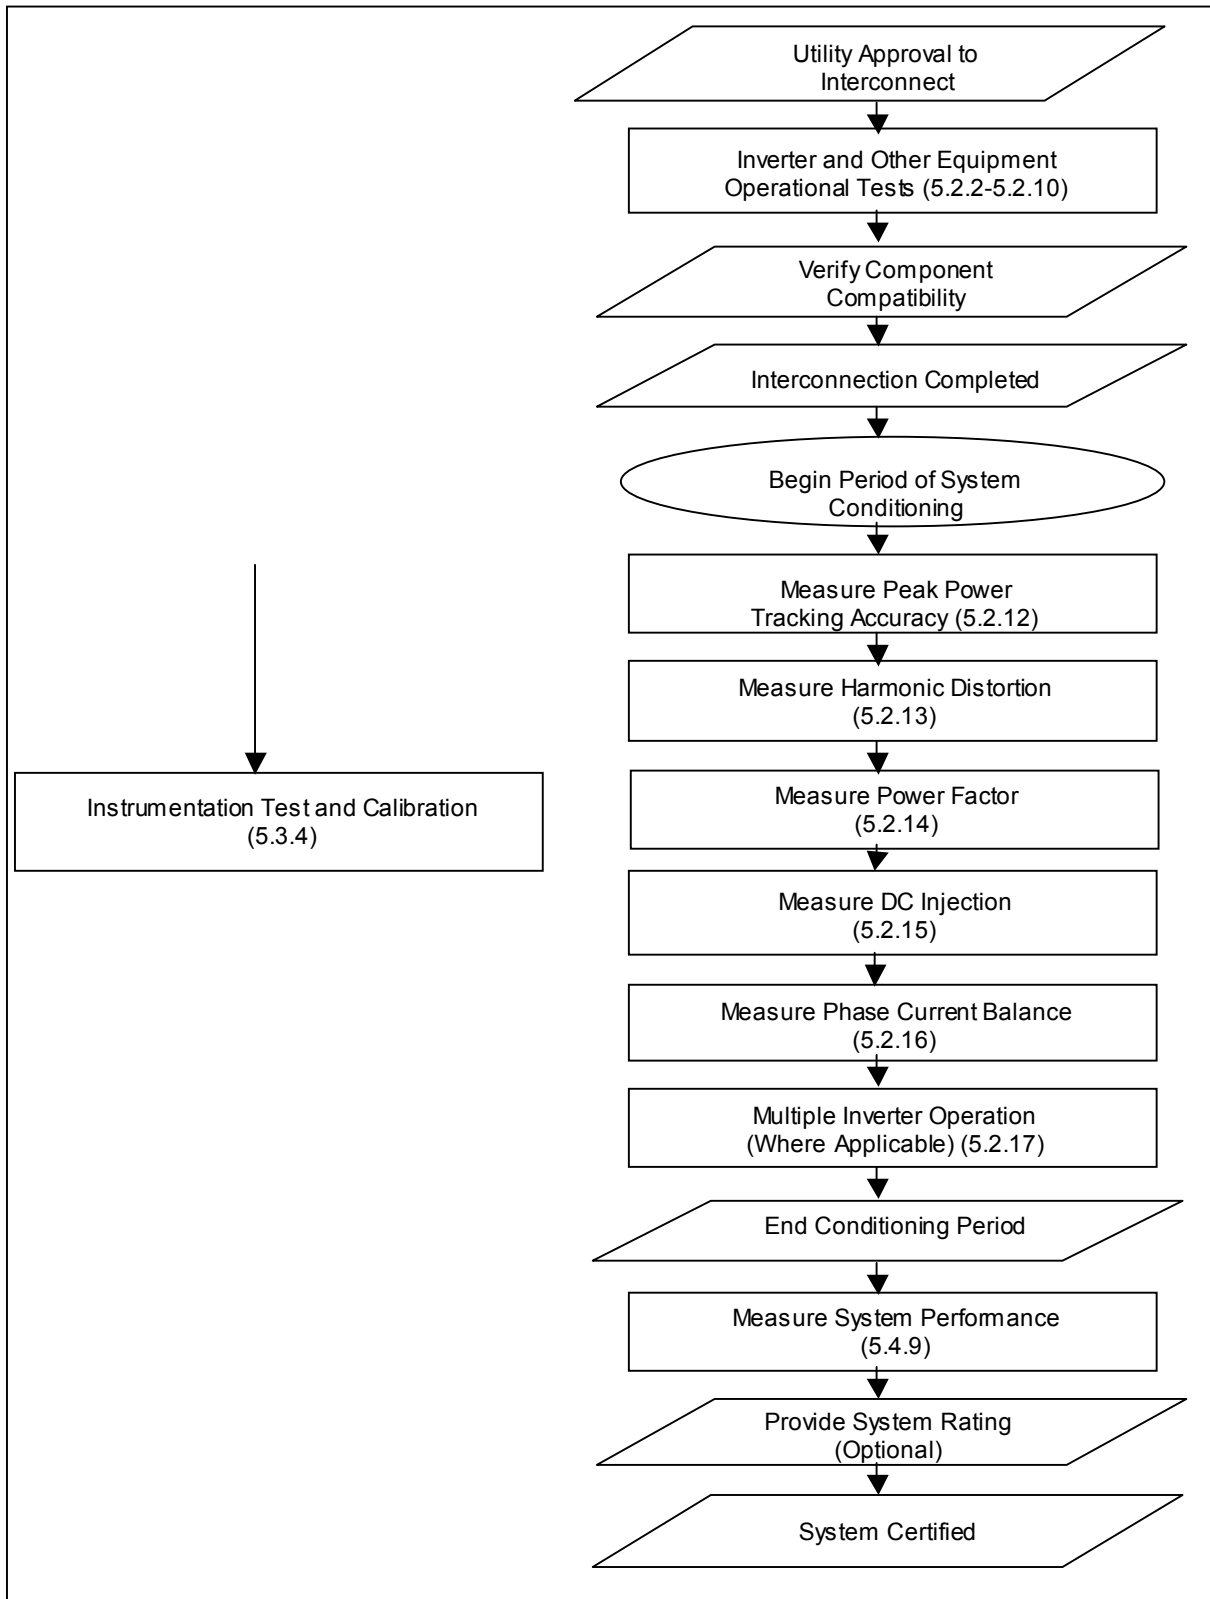 Utility Approval to
Interconnect
Inverter and Other Equipment
Operational Tests (5.2.2-5.2.10)
Verify Component
Compatibility
Interconnection Completed
Begin Period of System
Conditioning
Measure Peak Power
Tracking Accuracy (5.2.12)
Measure Harmonic Distortion
(5.2.13)
Instrumentation Test and Calibration
(5.3.4)
Measure Power Factor
(5.2.14)
Measure DC Injection
(5.2.15)
Measure Phase Current Balance
(5.2.16)
Multiple Inverter Operation
(Where Applicable) (5.2.17)
End Conditioning Period
Measure System Performance
(5.4.9)
Provide System Rating
(Optional)
System Certified